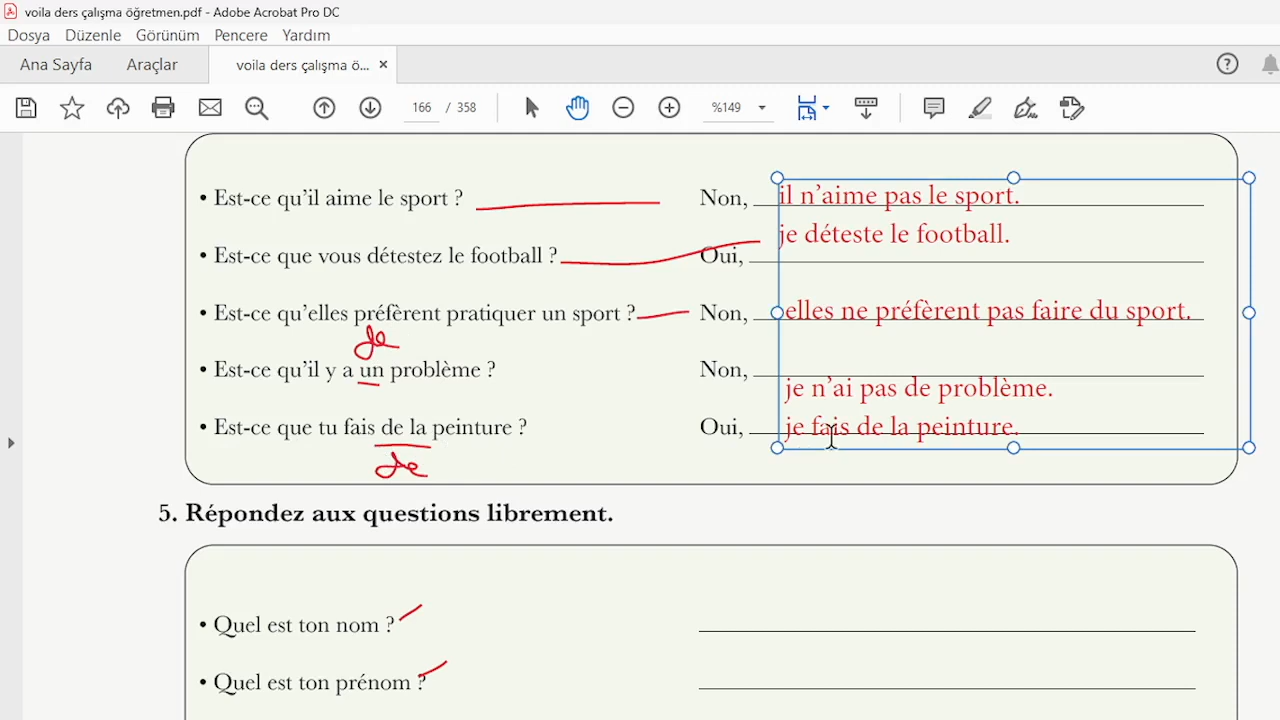 voila ders çalışma öğretmen.pdf - Adobe Acrobat Pro DC
Dosya Düzenle Görünüm Pencere Yardım
Ana Sayfa Araçlar voila ders çalışma ö... ×
166 / 358 %149
• Est-ce qu'il aime le sport ? Non, il n'aime pas le sport.
• Est-ce que vous détestez le football ? Oui, je déteste le football.
• Est-ce qu'elles préfèrent pratiquer un sport ? Non, elles ne préfèrent pas faire du sport.
de
• Est-ce qu'il y a un problème ? Non, je n'ai pas de problème.
• Est-ce que tu fais de la peinture ? Oui, je fais de la peinture.
de
5. Répondez aux questions librement.
• Quel est ton nom ?
• Quel est ton prénom ?